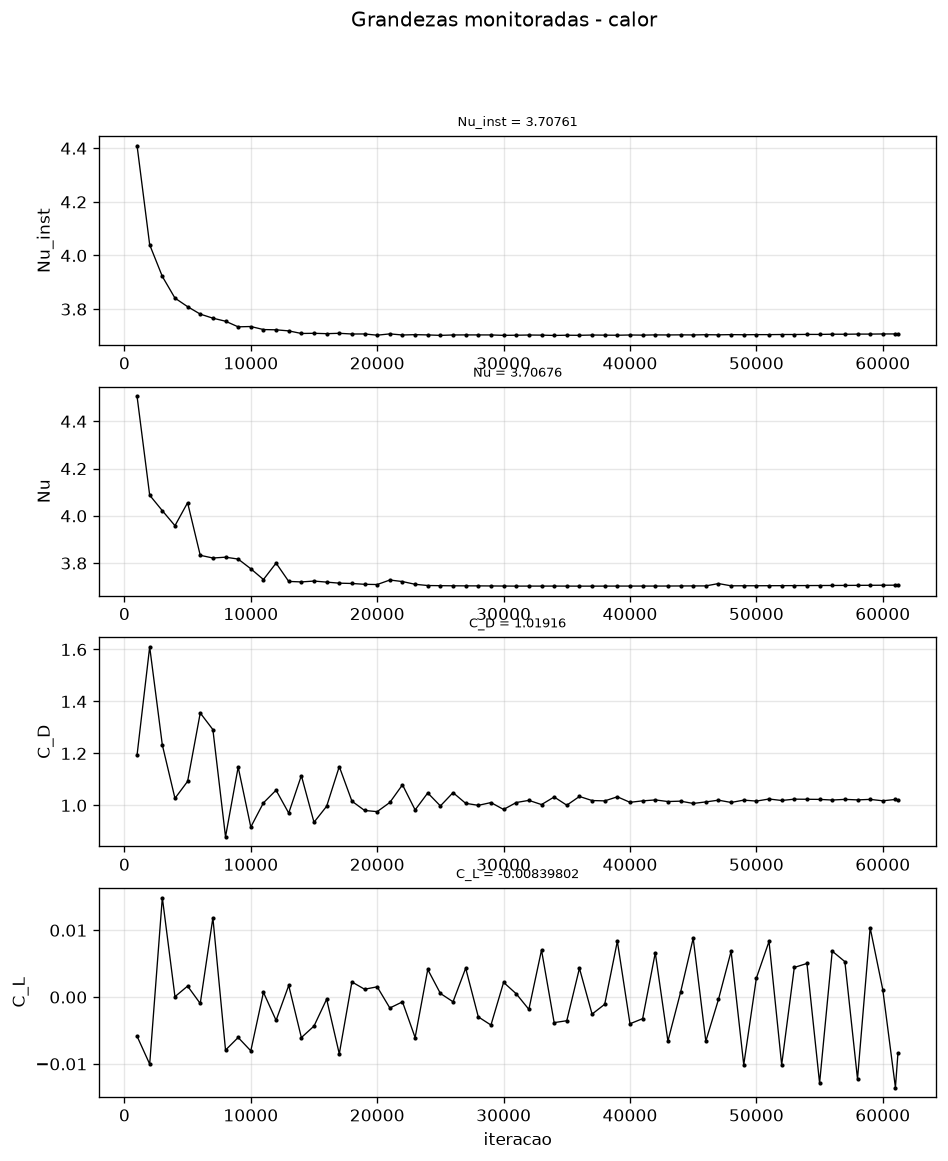 Grandezas monitoradas - calor
Nu_inst = 3.70761
4.4
4.2
4.0
3.8
Nu_inst
0 10000 20000 30000 40000 50000 60000
Nu = 3.70676
4.4
4.2
4.0
3.8
Nu
0 10000 20000 30000 40000 50000 60000
C_D = 1.01916
1.6
1.4
1.2
1.0
C_D
0 10000 20000 30000 40000 50000 60000
C_L = -0.00839802
0.01
0.00
−0.01
C_L
0 10000 20000 30000 40000 50000 60000
iteracao